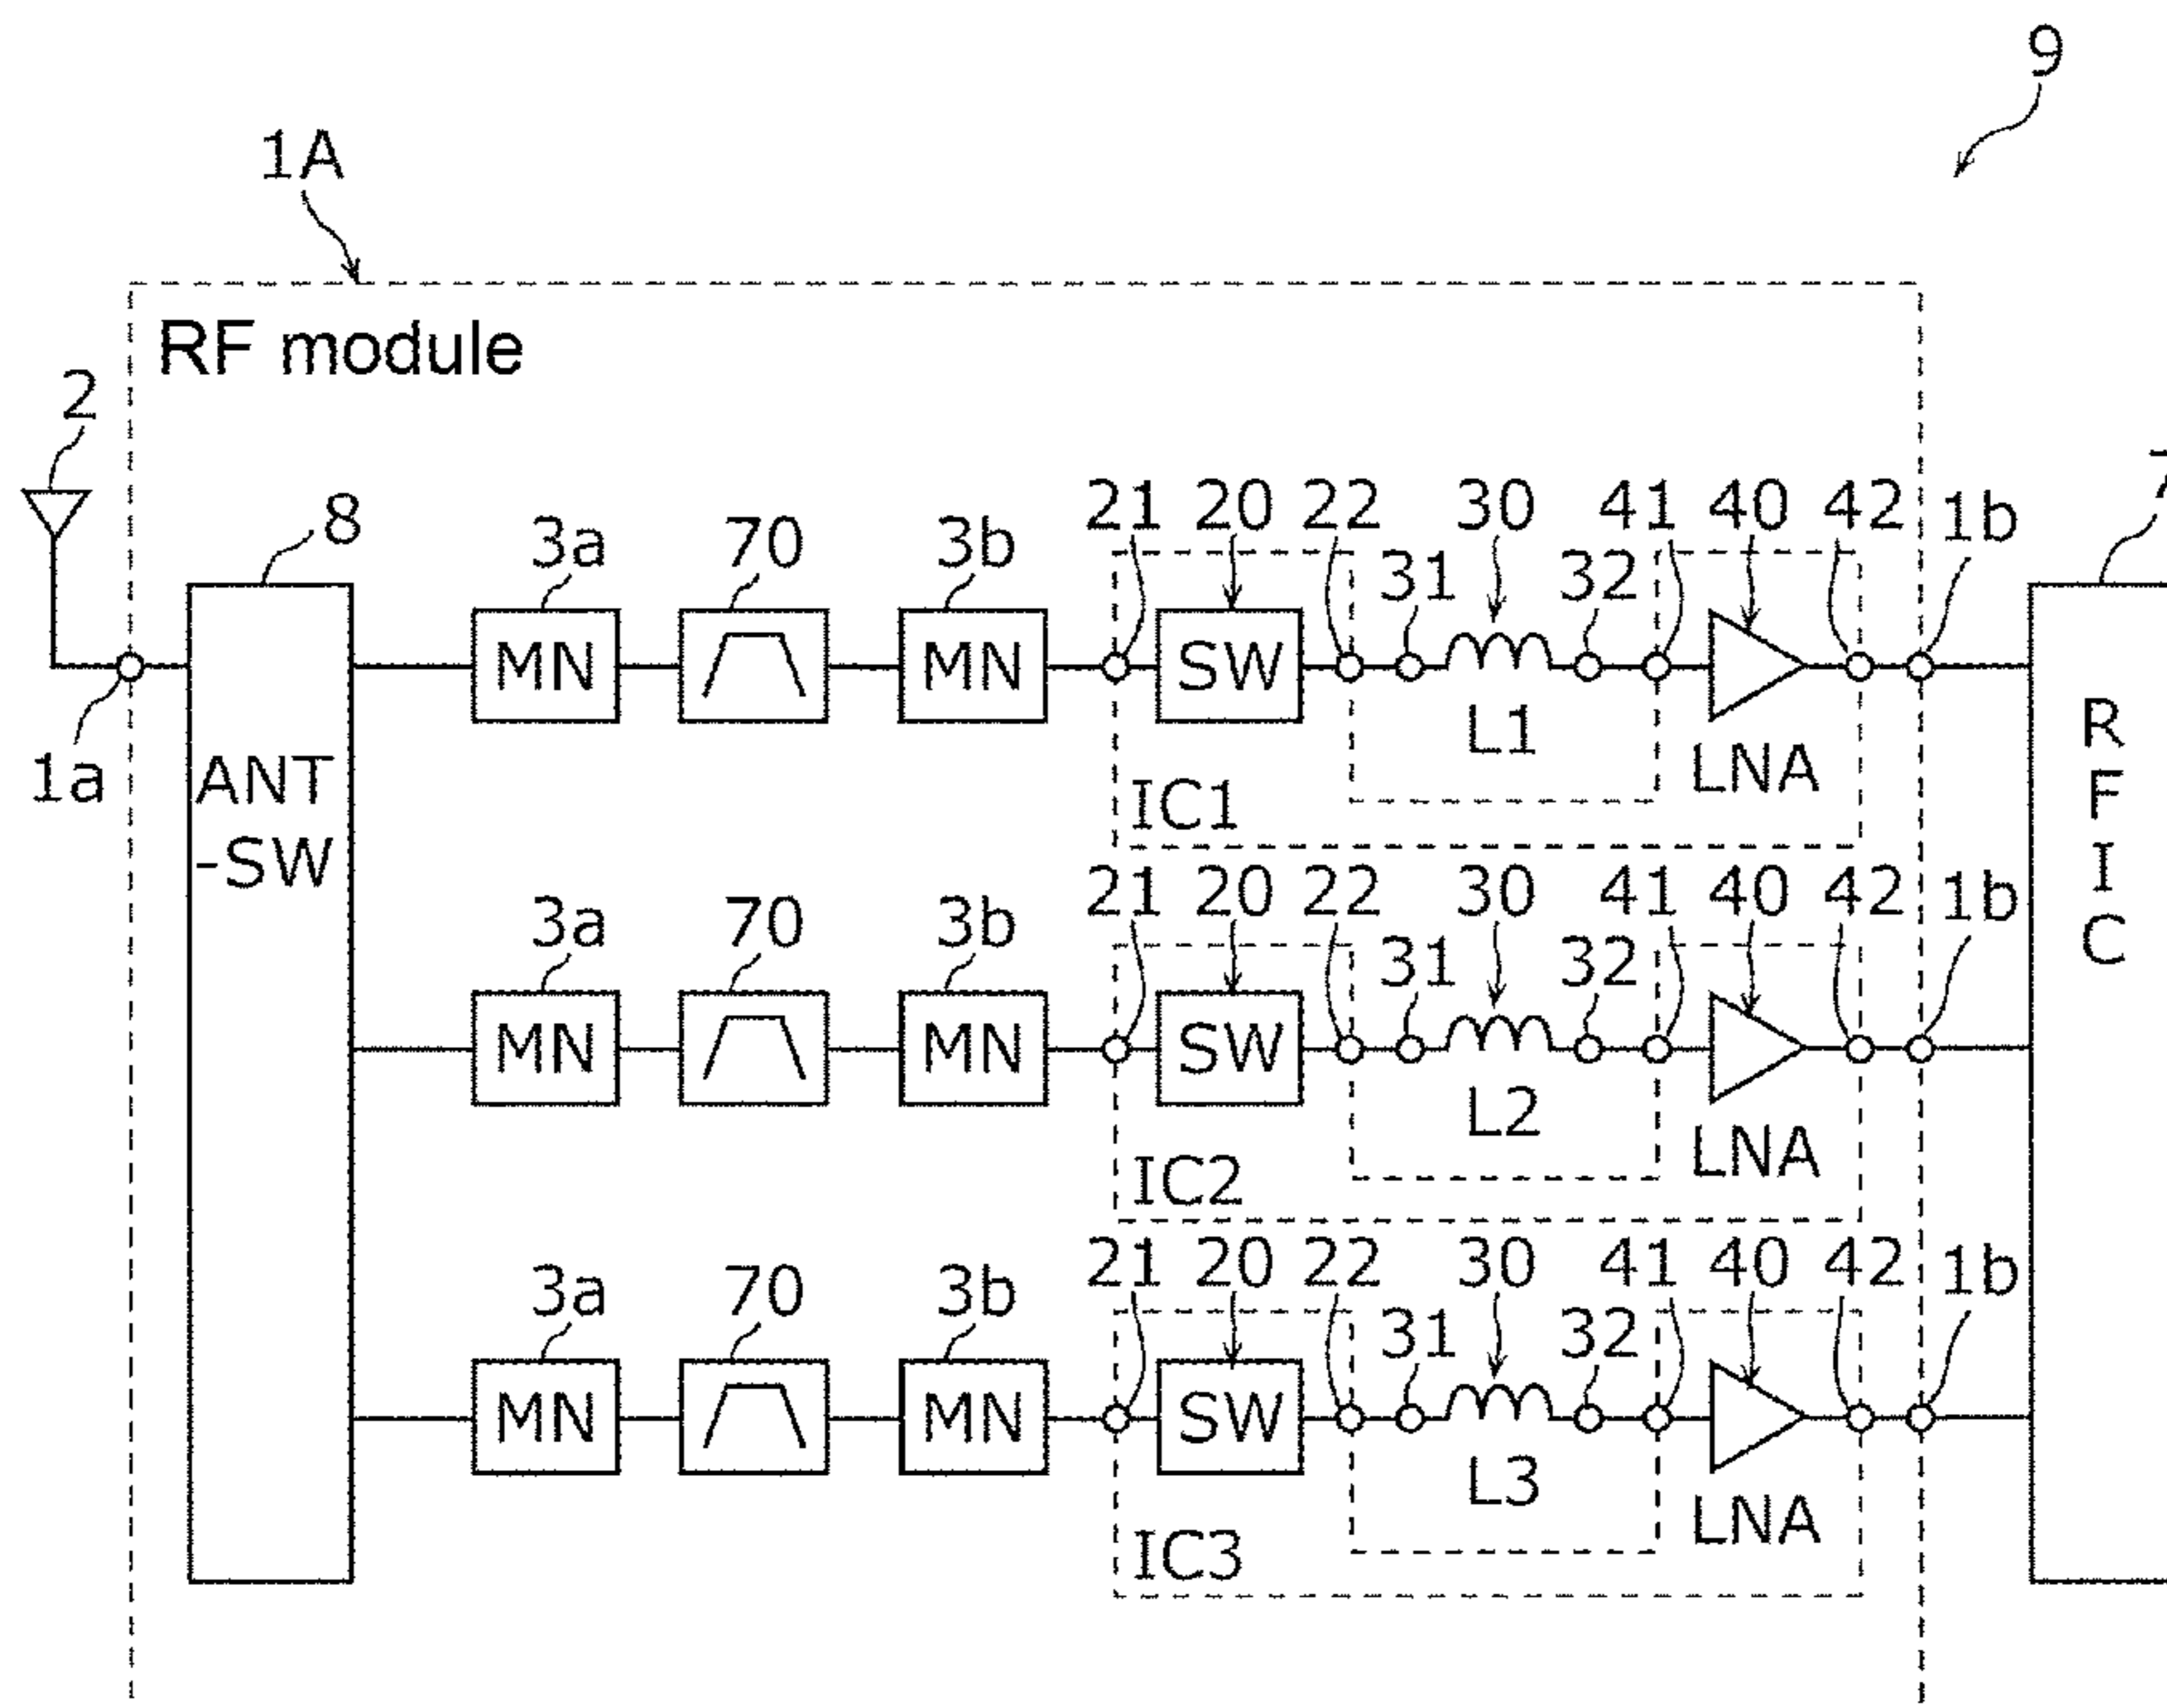 9
1A
RF module
2
8
3a 70 3b 21 20 22 31 30 32 41 40 42 1b
7
1a
ANT
-SW
MN MN SW L1 LNA
IC1
RFIC
3a 70 3b 21 20 22 31 30 32 41 40 42 1b
MN MN SW L2 LNA
IC2
3a 70 3b 21 20 22 31 30 32 41 40 42 1b
MN MN SW L3 LNA
IC3